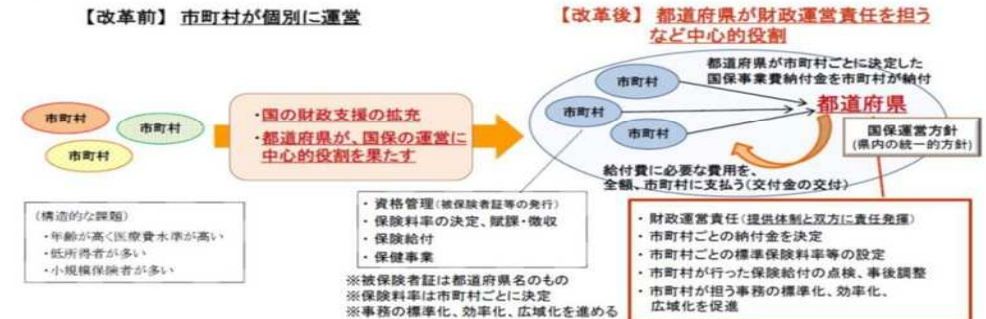 【改革前】 市町村が個別に運営
【改革後】 都道府県が財政運営責任を担う
など中心的役割
市町村
市町村
市町村
・国の財政支援の拡充
・都道府県が、国保の運営に
中心的役割を果たす
市町村
市町村
市町村
都道府県が市町村ごとに決定した
国保事業費納付金を市町村が納付
都道府県
国保運営方針
(県内の統一的方針)
給付費に必要な費用を、
全額、市町村に支払う(交付金の交付)
(構造的な課題)
・年齢が高く医療費水準が高い
・低所得者が多い
・小規模保険者が多い
・資格管理(被保険者証等の発行)
・保険料率の決定、賦課・徴収
・保険給付
・保健事業
※被保険者証は都道府県名のもの
※保険料率は市町村ごとに決定
※事務の標準化、効率化、広域化を進める
・財政運営責任(提供体制と双方に責任発揮)
・市町村ごとの納付金を決定
・市町村ごとの標準保険料率等の設定
・市町村が行った保険給付の点検、事後調整
・市町村が担う事務の標準化、効率化、
広域化を促進